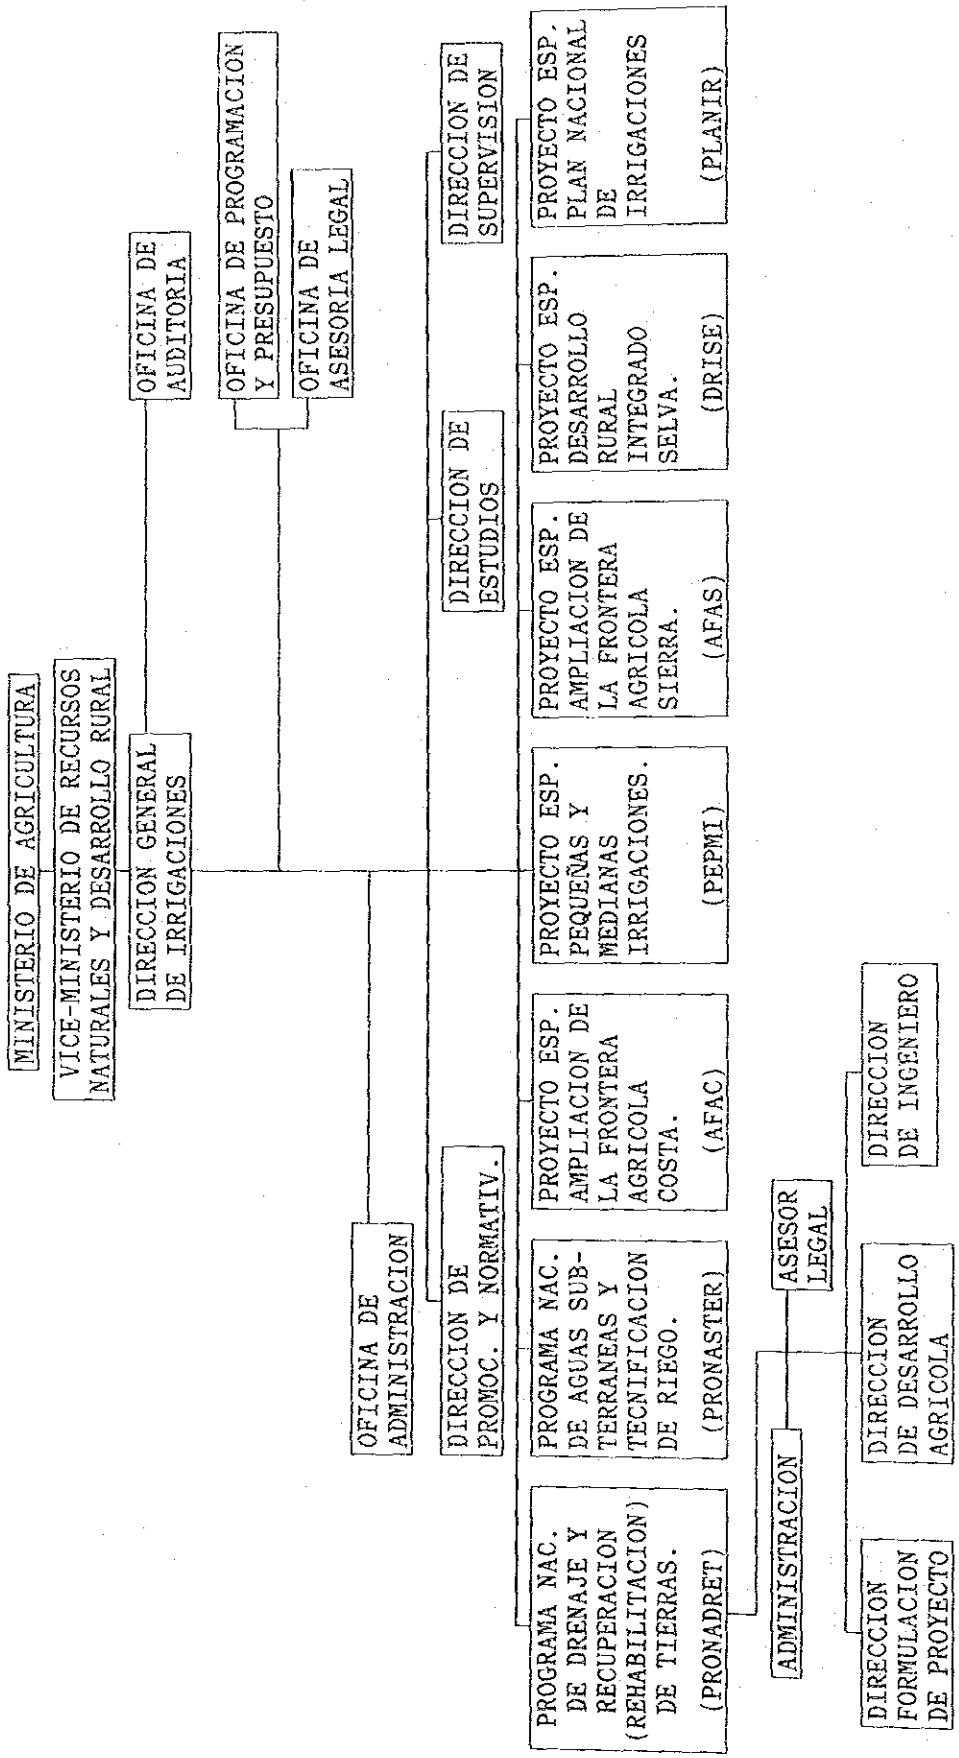 MINISTERIO DE AGRICULTURA
VICE-MINISTERIO DE RECURSOS
NATURALES Y DESARROLLO RURAL
DIRECCION GENERAL
DE IRRIGACIONES
OFICINA DE
AUDITORIA
OFICINA DE PROGRAMACION
Y PRESUPUESTO
OFICINA DE
ASESORIA LEGAL
OFICINA DE
ADMINISTRACION
DIRECCION DE
PROMOC. Y NORMATIV.
DIRECCION DE
ESTUDIOS
DIRECCION DE
SUPERVISION
PROGRAMA NAC.
DE DRENAJE Y
RECUPERACION
(REHABILITACION)
DE TIERRAS.
(PRONADRET)
PROGRAMA NAC.
DE AGUAS SUB-
TERRANEAS Y
TECNIFICACION
DE RIEGO.
(PRONASTER)
PROYECTO ESP.
AMPLIACION DE
LA FRONTERA
AGRICOLA
COSTA.
(AFAC)
PROYECTO ESP.
PEQUEÑAS Y
MEDIANAS
IRRIGACIONES.
(PEPMI)
PROYECTO ESP.
AMPLIACION DE
LA FRONTERA
AGRICOLA
SIERRA.
(AFAS)
PROYECTO ESP.
DESARROLLO
RURAL
INTEGRADO
SELVA.
(DRISE)
PROYECTO ESP.
PLAN NACIONAL
DE
IRRIGACIONES
(PLANIR)
ADMINISTRACION
ASESOR
LEGAL
DIRECCION
FORMULACION
DE PROYECTO
DIRECCION
DE DESARROLLO
AGRICOLA
DIRECCION
DE INGENIERO